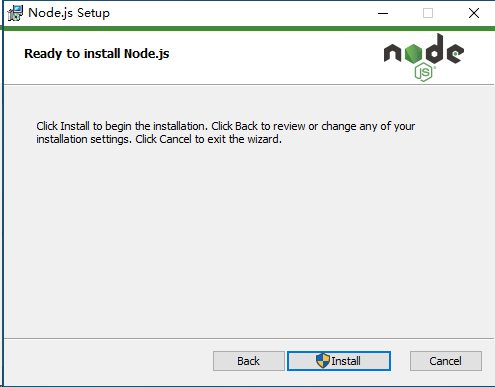 Node.js Setup
Ready to install Node.js
node
JS
Click Install to begin the installation. Click Back to review or change any of your
installation settings. Click Cancel to exit the wizard.
Back
Install
Cancel